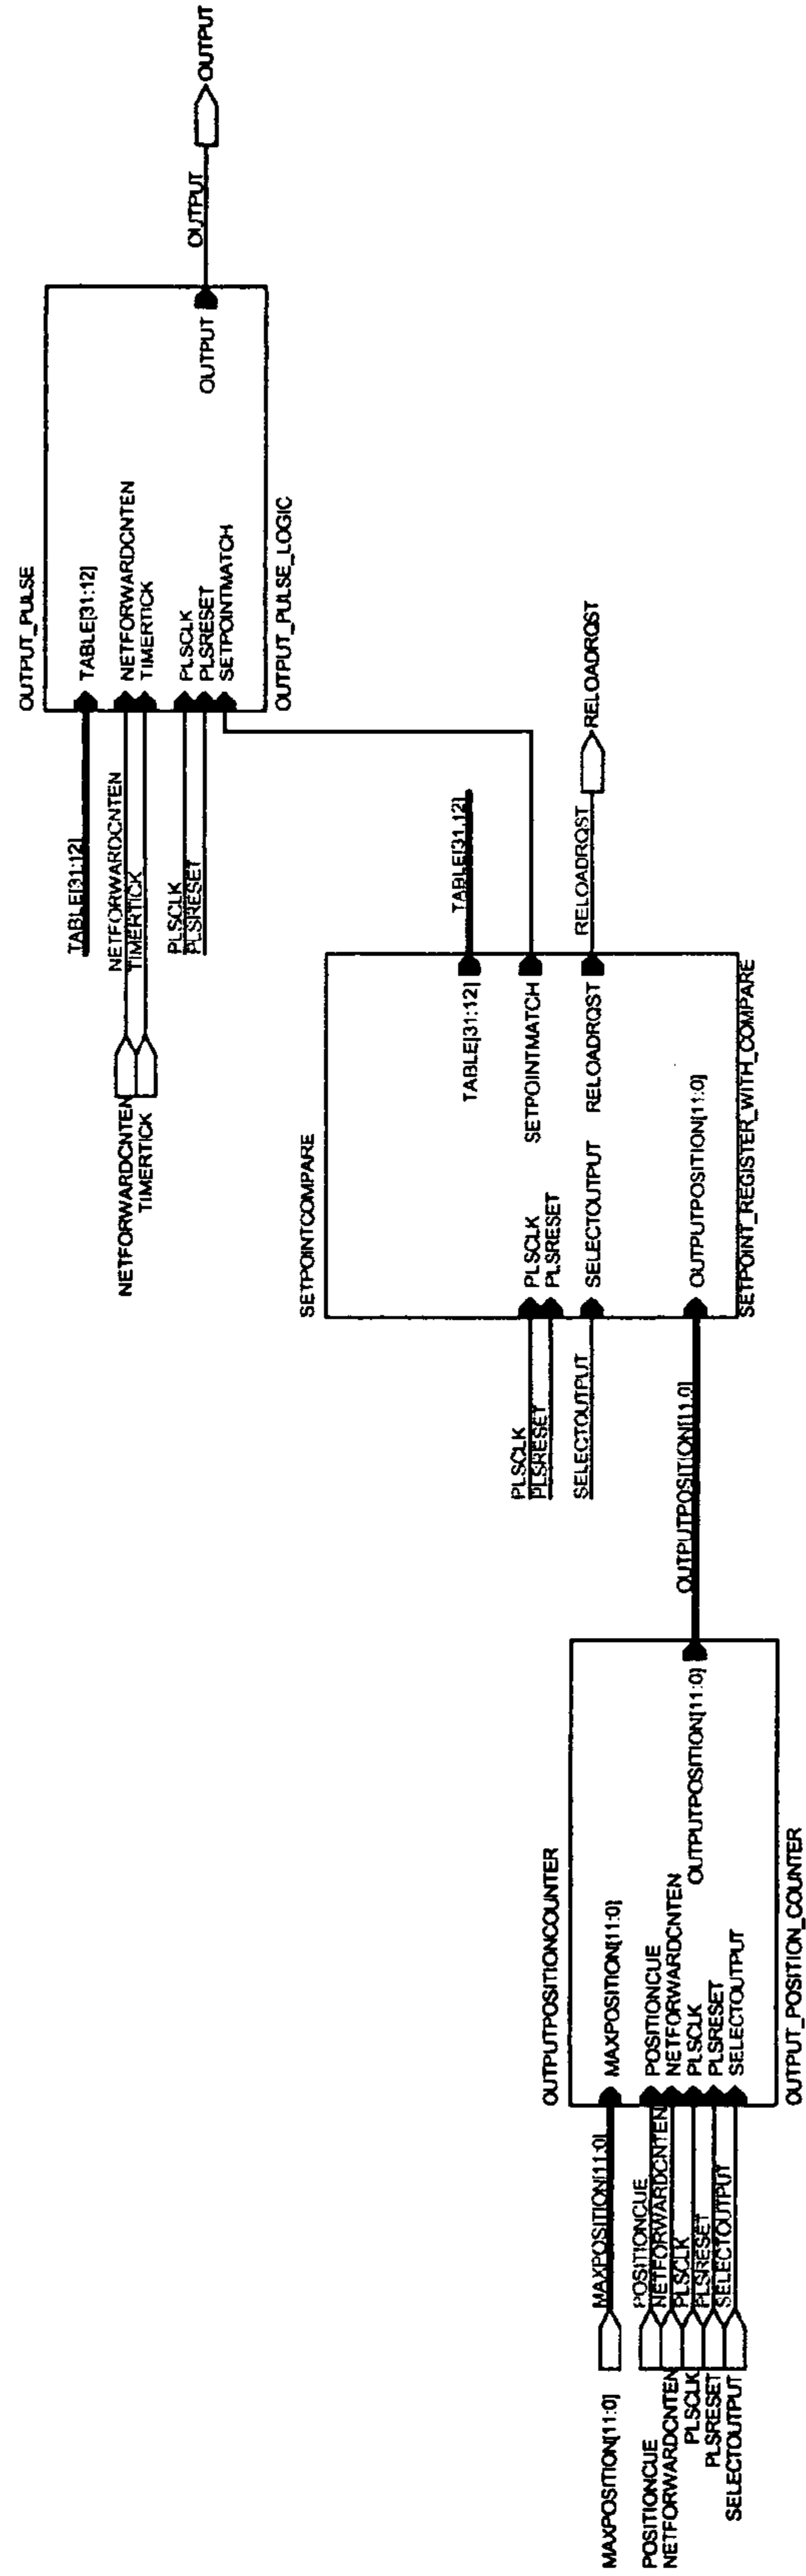 OUTPUTPOSITIONCOUNTER
MAXPOSITION[11:0]
MAXPOSITION[11:0]
MAXPOSITION[11:0]
POSITIONCUE
POSITIONCUE
POSITIONCUE
NETFORWARDCNTEN
NETFORWARDCNTEN
NETFORWARDCNTEN
PLSCLK
PLSCLK
PLSCLK
OUTPUTPOSITION[11:0]
PLSRESET
PLSRESET
PLSRESET
SELECTOUTPUT
SELECTOUTPUT
SELECTOUTPUT
OUTPUT_POSITION_COUNTER
SETPOINTCOMPARE
TABLE[31:12]
TABLE[31:12]
PLSCLK
PLSCLK
SETPOINTMATCH
PLSRESET
PLSRESET
SELECTOUTPUT
SELECTOUTPUT
RELOADRQST
RELOADRQST
RELOADRQST
OUTPUTPOSITION[11:0]
OUTPUTPOSITION[11:0]
SETPOINT_REGISTER_WITH_COMPARE
OUTPUT_PULSE
TABLE[31:12]
TABLE[31:12]
NETFORWARDCNTEN
NETFORWARDCNTEN
NETFORWARDCNTEN
TIMERTICK
TIMERTICK
TIMERTICK
PLSCLK
PLSCLK
PLSRESET
PLSRESET
OUTPUT
OUTPUT
OUTPUT
SETPOINTMATCH
OUTPUT_PULSE_LOGIC